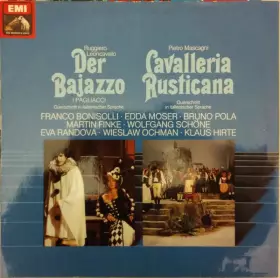 EMI
Ruggero
Leoncavallo
Der
Bajazzo
(I PAGLIACCI)
Querschnitt in italienischer Sprache
Pietro Mascagni
Cavalleria
Rusticana
Querschnitt
in italienischer Sprache
FRANCO BONISOLLI · EDDA MOSER · BRUNO POLA
MARTIN FINKE · WOLFGANG SCHÖNE
EVA RANDOVÁ · WIESLAW OCHMAN · KLAUS HIRTE